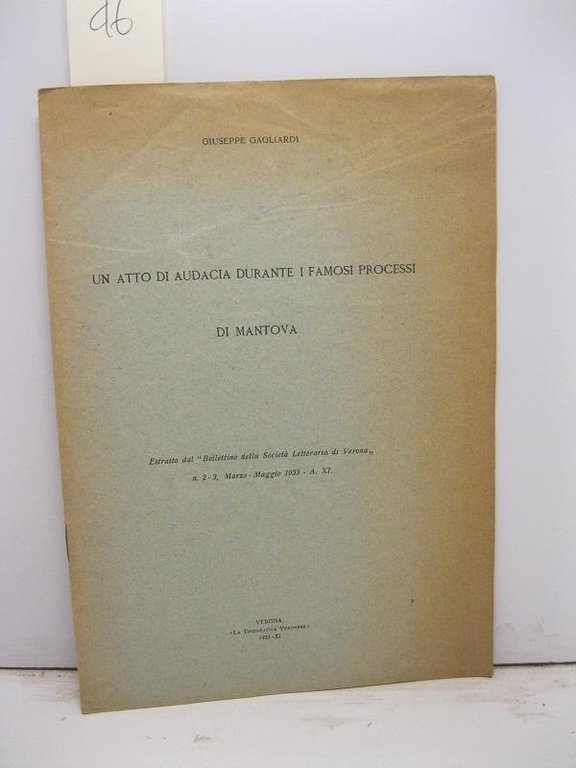 d6
GIUSEPPE GAGLIARDI
UN ATTO DI AUDACIA DURANTE I FAMOSI PROCESSI
DI MANTOVA
Estratto dal "Bollettino della Società Letteraria di Verona„
n. 2-3, Marzo-Maggio 1933 - A. XI.
VERONA
«LA TIPOGRAFICA VERONESE»
1933-XI